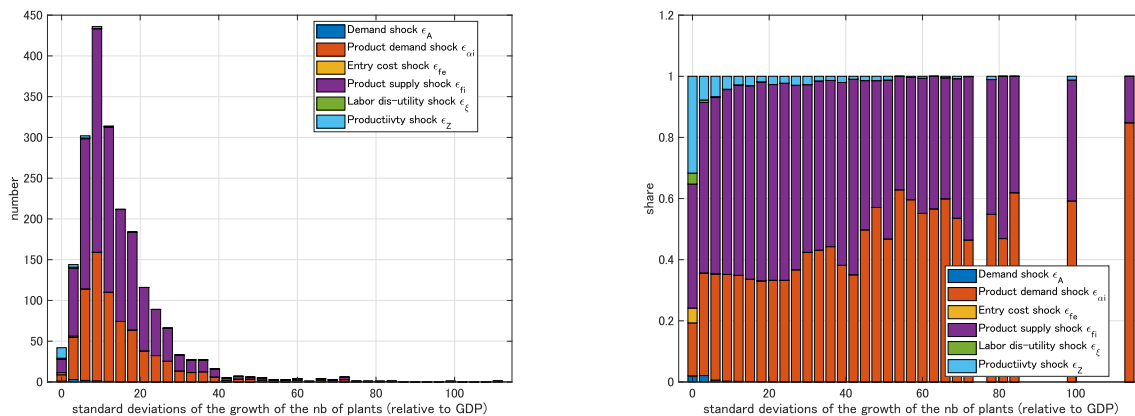 450
400
350
300
250
200
150
100
50
0
number
0 20 40 60 80 100
standard deviations of the growth of the nb of plants (relative to GDP)
Demand shock ϵ_A
Product demand shock ϵ_αi
Entry cost shock ϵ_fe
Product supply shock ϵ_fi
Labor dis-utility shock ϵ_ξ
Productiivty shock ϵ_Z
1.2
1
0.8
0.6
0.4
0.2
0
share
0 20 40 60 80 100
standard deviations of the growth of the nb of plants (relative to GDP)
Demand shock ϵ_A
Product demand shock ϵ_αi
Entry cost shock ϵ_fe
Product supply shock ϵ_fi
Labor dis-utility shock ϵ_ξ
Productiivty shock ϵ_Z